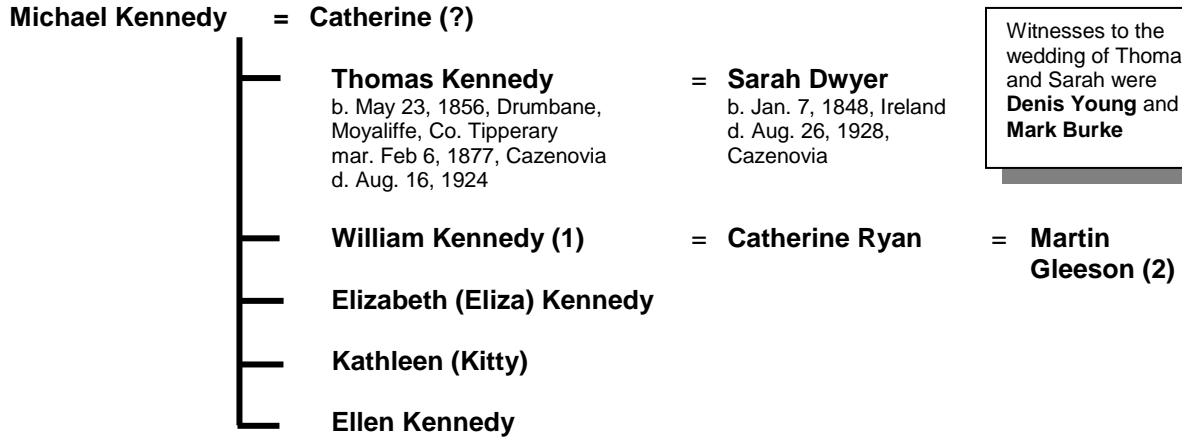 Michael Kennedy = Catherine (?)
Thomas Kennedy = Sarah Dwyer
b. May 23, 1856, Drumbane,
Moyaliffe, Co. Tipperary
mar. Feb 6, 1877, Cazenovia
d. Aug. 16, 1924
b. Jan. 7, 1848, Ireland
d. Aug. 26, 1928,
Cazenovia
Witnesses to the
wedding of Thoma
and Sarah were
Denis Young and
Mark Burke
William Kennedy (1) = Catherine Ryan = Martin
Gleeson (2)
Elizabeth (Eliza) Kennedy
Kathleen (Kitty)
Ellen Kennedy